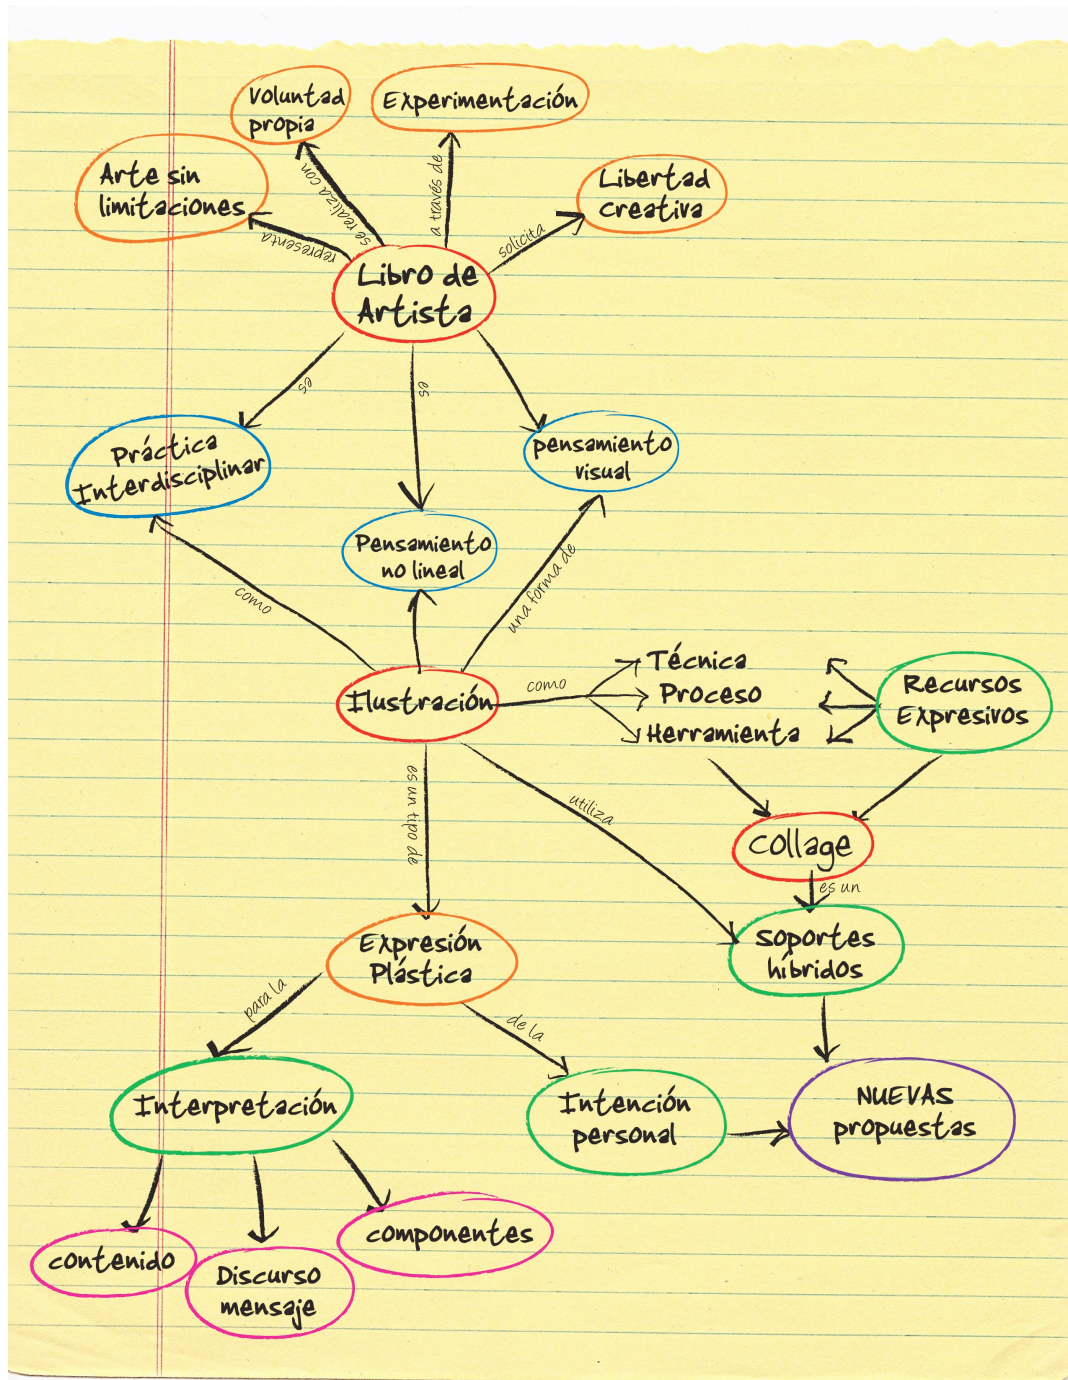 Voluntad
propia
Experimentación
Arte sin
limitaciones
Libertad
creativa
representa
se realiza con
a través de
solicita
Libro de
Artista
es
es
Práctica
Interdisciplinar
pensamiento
visual
Pensamiento
no lineal
como
una forma de
Ilustración
como
Técnica
Proceso
Herramienta
Recursos
Expresivos
es un tipo de
utiliza
collage
es un
Expresión
Plástica
soportes
híbridos
para la
de la
Interpretación
Intención
personal
NUEVAS
propuestas
contenido
Discurso
mensaje
componentes